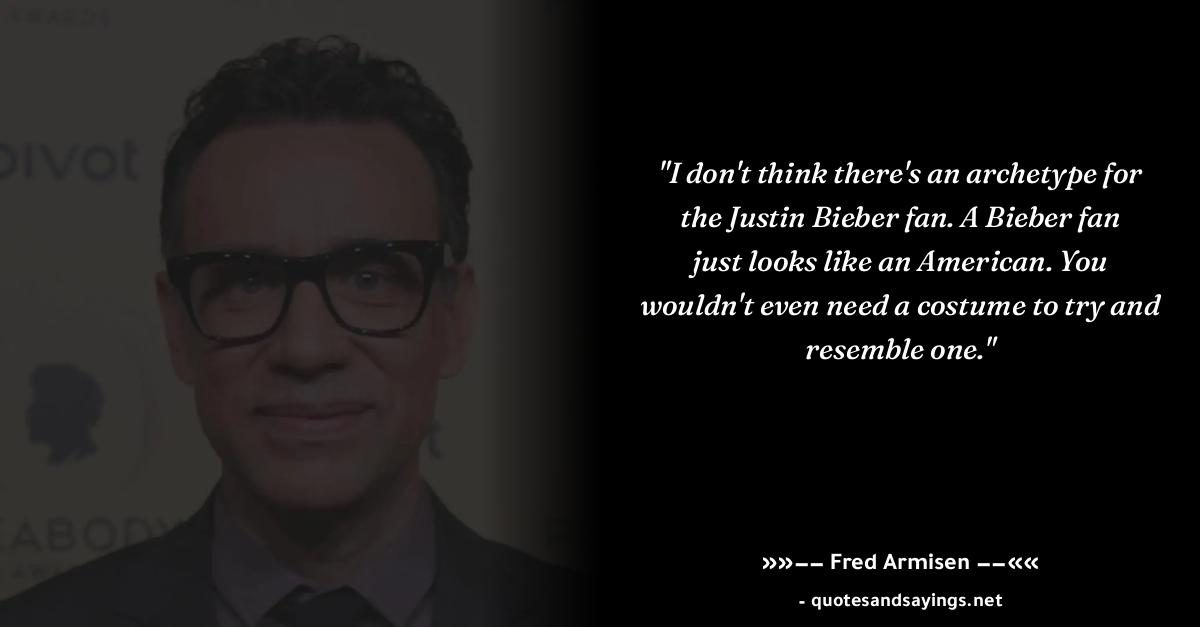 AWARDS
pivot
"I don't think there's an archetype for
the Justin Bieber fan. A Bieber fan
just looks like an American. You
wouldn't even need a costume to try and
resemble one."
t
EABODY
»»−− Fred Armisen −−««
- quotesandsayings.net